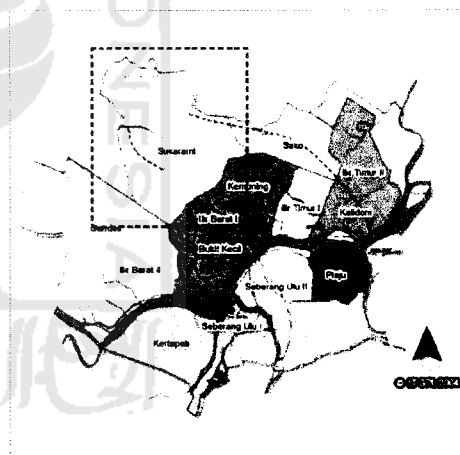 ONESIA
Sukarami
Sako
Kemuning
Ilir Timur II
Ilir Timur I
Ilir Barat I
Kalidoni
Bukit Kecil
Ilir Barat II
Plaju
Seberang Ulu II
Seberang Ulu I
Kertapati